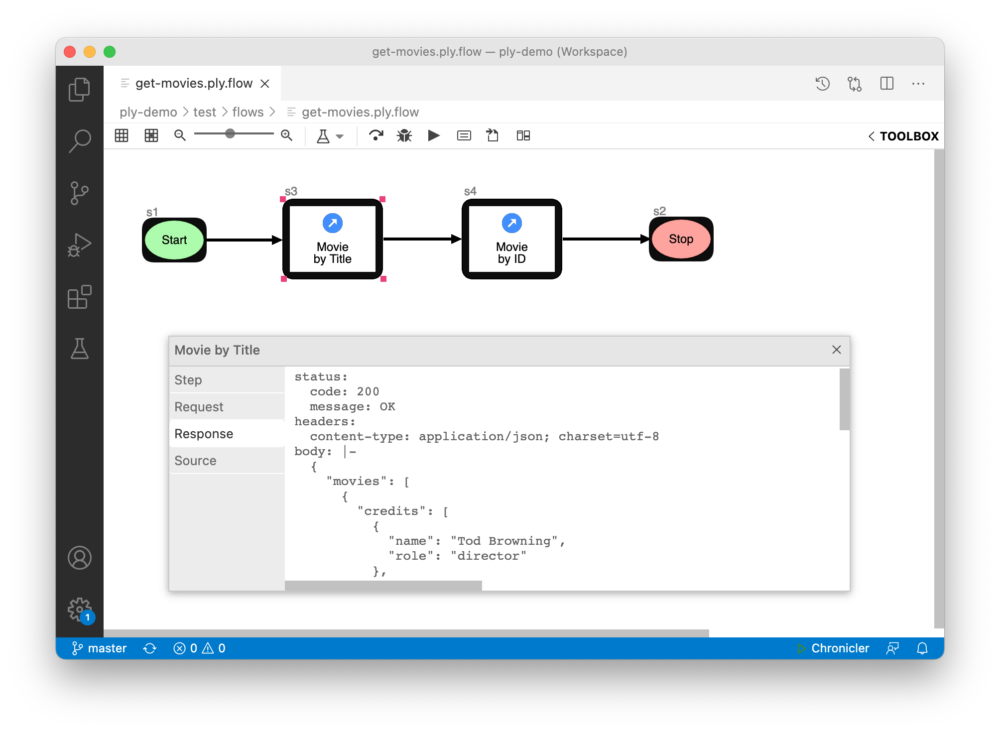 get-movies.ply.flow — ply-demo (Workspace)
get-movies.ply.flow
ply-demo > test > flows > get-movies.ply.flow
TOOLBOX
s1
Start
s3
Movie
by Title
s4
Movie
by ID
s2
Stop
Movie by Title
Step
Request
Response
Source
status:
  code: 200
  message: OK
headers:
  content-type: application/json; charset=utf-8
body: |-
  {
    "movies": [
      {
        "credits": [
          {
            "name": "Tod Browning",
            "role": "director"
          },
1
master
0 0
Chronicler